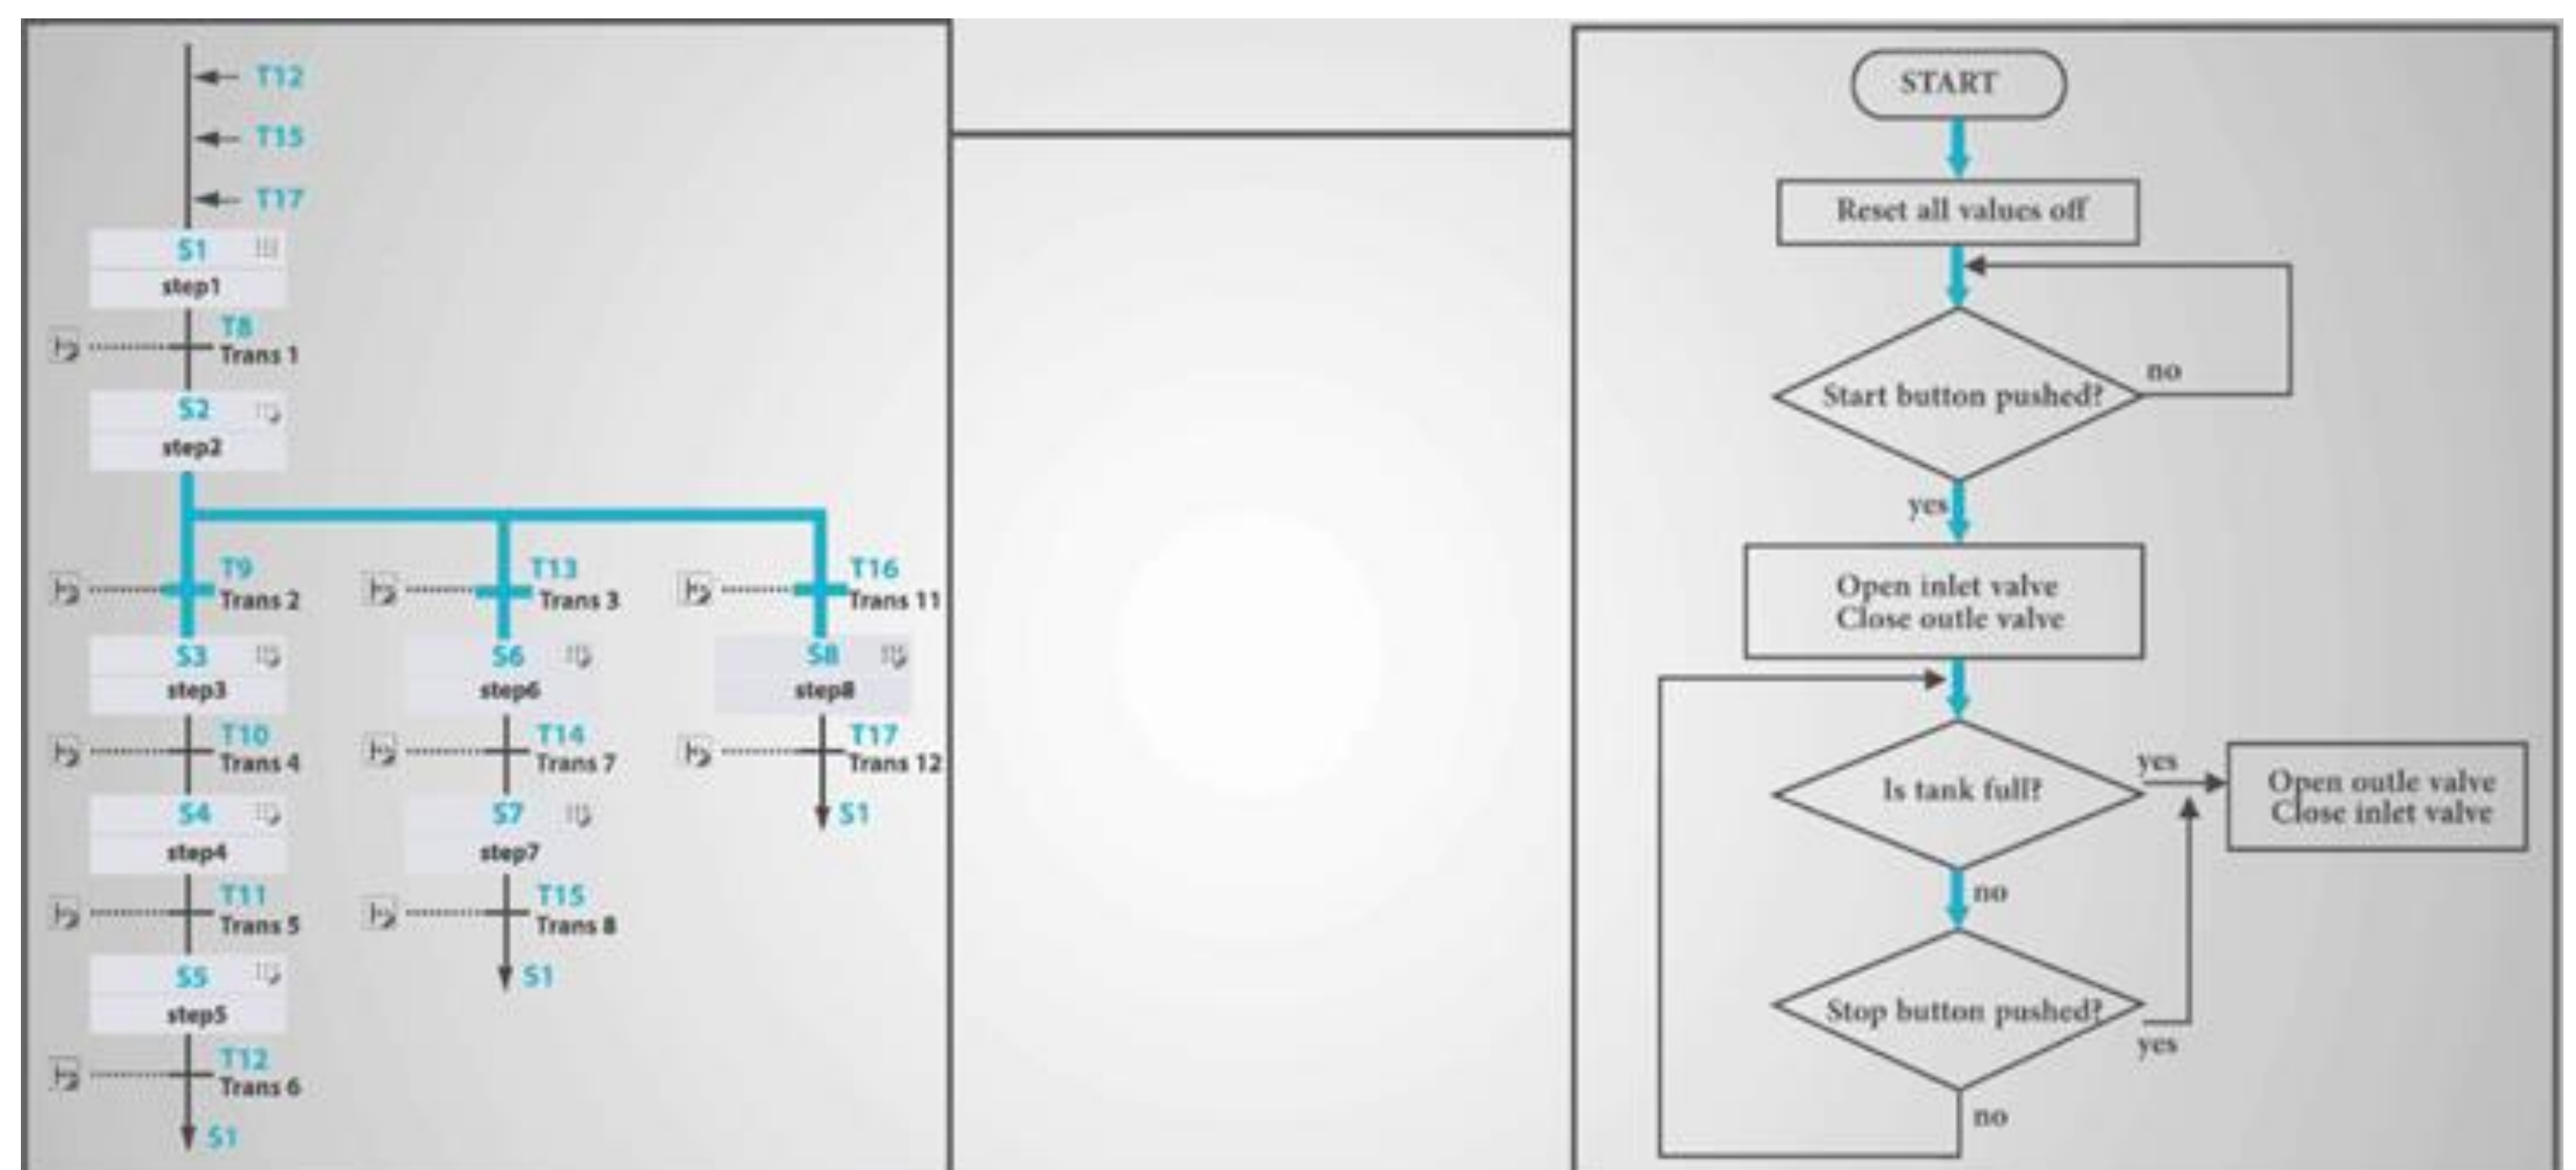 T12
T15
T17
S1
step1
T8
Trans 1
S2
step2
T9
Trans 2
T13
Trans 3
T16
Trans 11
S3
step3
S6
step6
S8
step8
T10
Trans 4
T14
Trans 7
T17
Trans 12
S4
step4
S7
step7
S1
T11
Trans 5
T15
Trans 8
S5
step5
S1
T12
Trans 6
S1
START
Reset all values off
Start button pushed?
no
yes
Open inlet valve
Close outle valve
Is tank full?
yes
Open outle valve
Close inlet valve
no
Stop button pushed?
yes
no